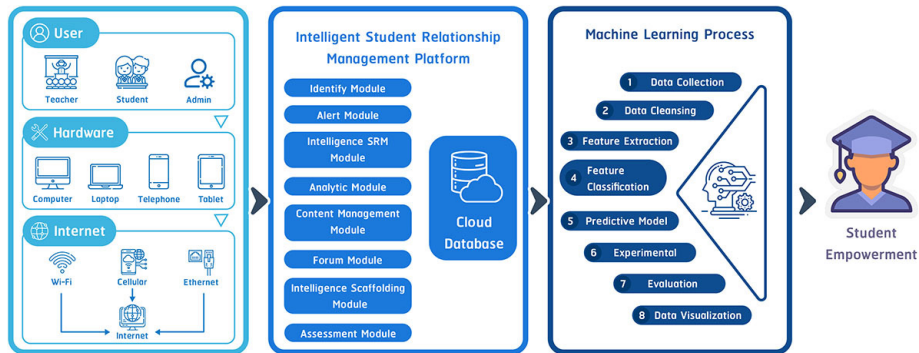 User
Teacher
Student
Admin
Hardware
Computer
Laptop
Telephone
Tablet
Internet
Wi-Fi
Cellular
Ethernet
Internet
Intelligent Student Relationship
Management Platform
Identify Module
Alert Module
Intelligence SRM
Module
Analytic Module
Content Management
Module
Forum Module
Intelligence Scaffolding
Module
Assessment Module
Cloud
Database
Machine Learning Process
1 Data Collection
2 Data Cleansing
3 Feature Extraction
4 Feature
Classification
5 Predictive Model
6 Experimental
7 Evaluation
8 Data Visualization
Student
Empowerment